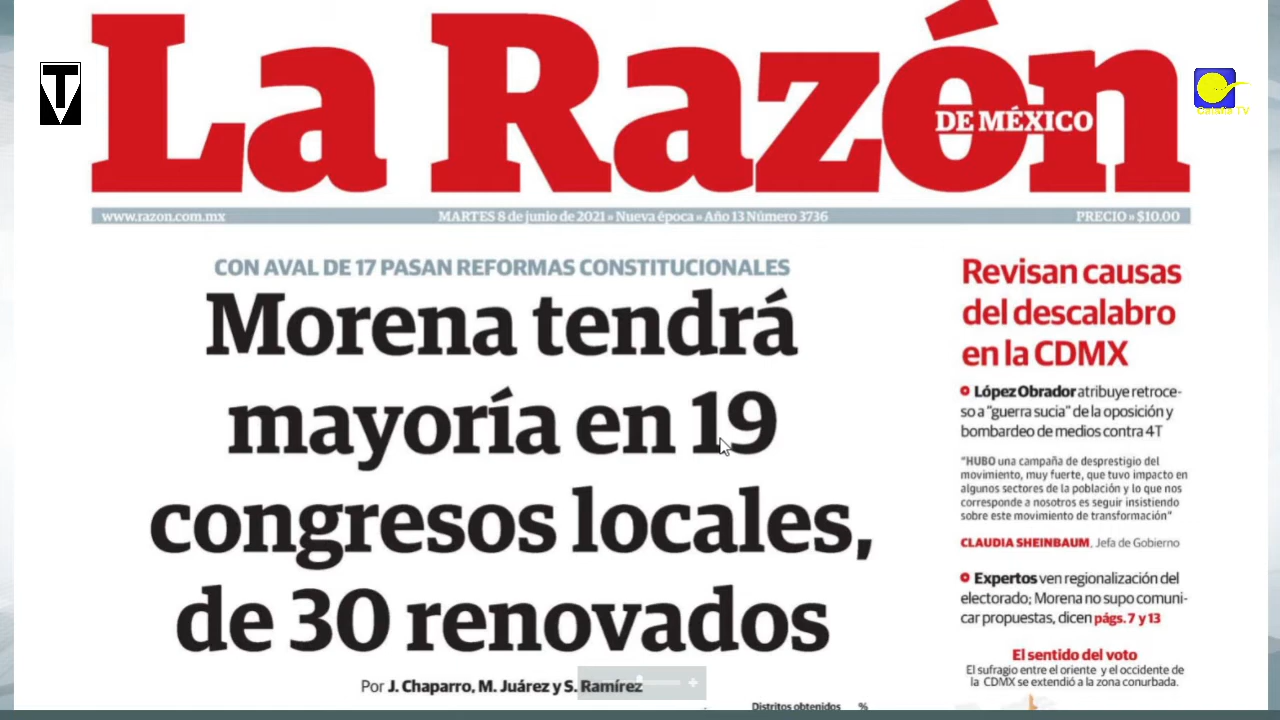 La Razón
DE MÉXICO
T
Canaka TV
www.razon.com.mx
MARTES 8 de junio de 2021 » Nueva época » Año 13 Número 3736
PRECIO » $10.00
CON AVAL DE 17 PASAN REFORMAS CONSTITUCIONALES
Morena tendrá
mayoría en 19
congresos locales,
de 30 renovados
Por J. Chaparro, M. Juárez y S. Ramírez
Distritos obtenidos %
Revisan causas
del descalabro
en la CDMX
López Obrador atribuye retroce-
so a "guerra sucia" de la oposición y
bombardeo de medios contra 4T
"HUBO una campaña de desprestigio del
movimiento, muy fuerte, que tuvo impacto en
algunos sectores de la población y lo que nos
corresponde a nosotros es seguir insistiendo
sobre este movimiento de transformación"
CLAUDIA SHEINBAUM, Jefa de Gobierno
Expertos ven regionalización del
electorado; Morena no supo comuni-
car propuestas, dicen págs. 7 y 13
El sentido del voto
El sufragio entre el oriente y el occidente de
la CDMX se extendió a la zona conurbada.